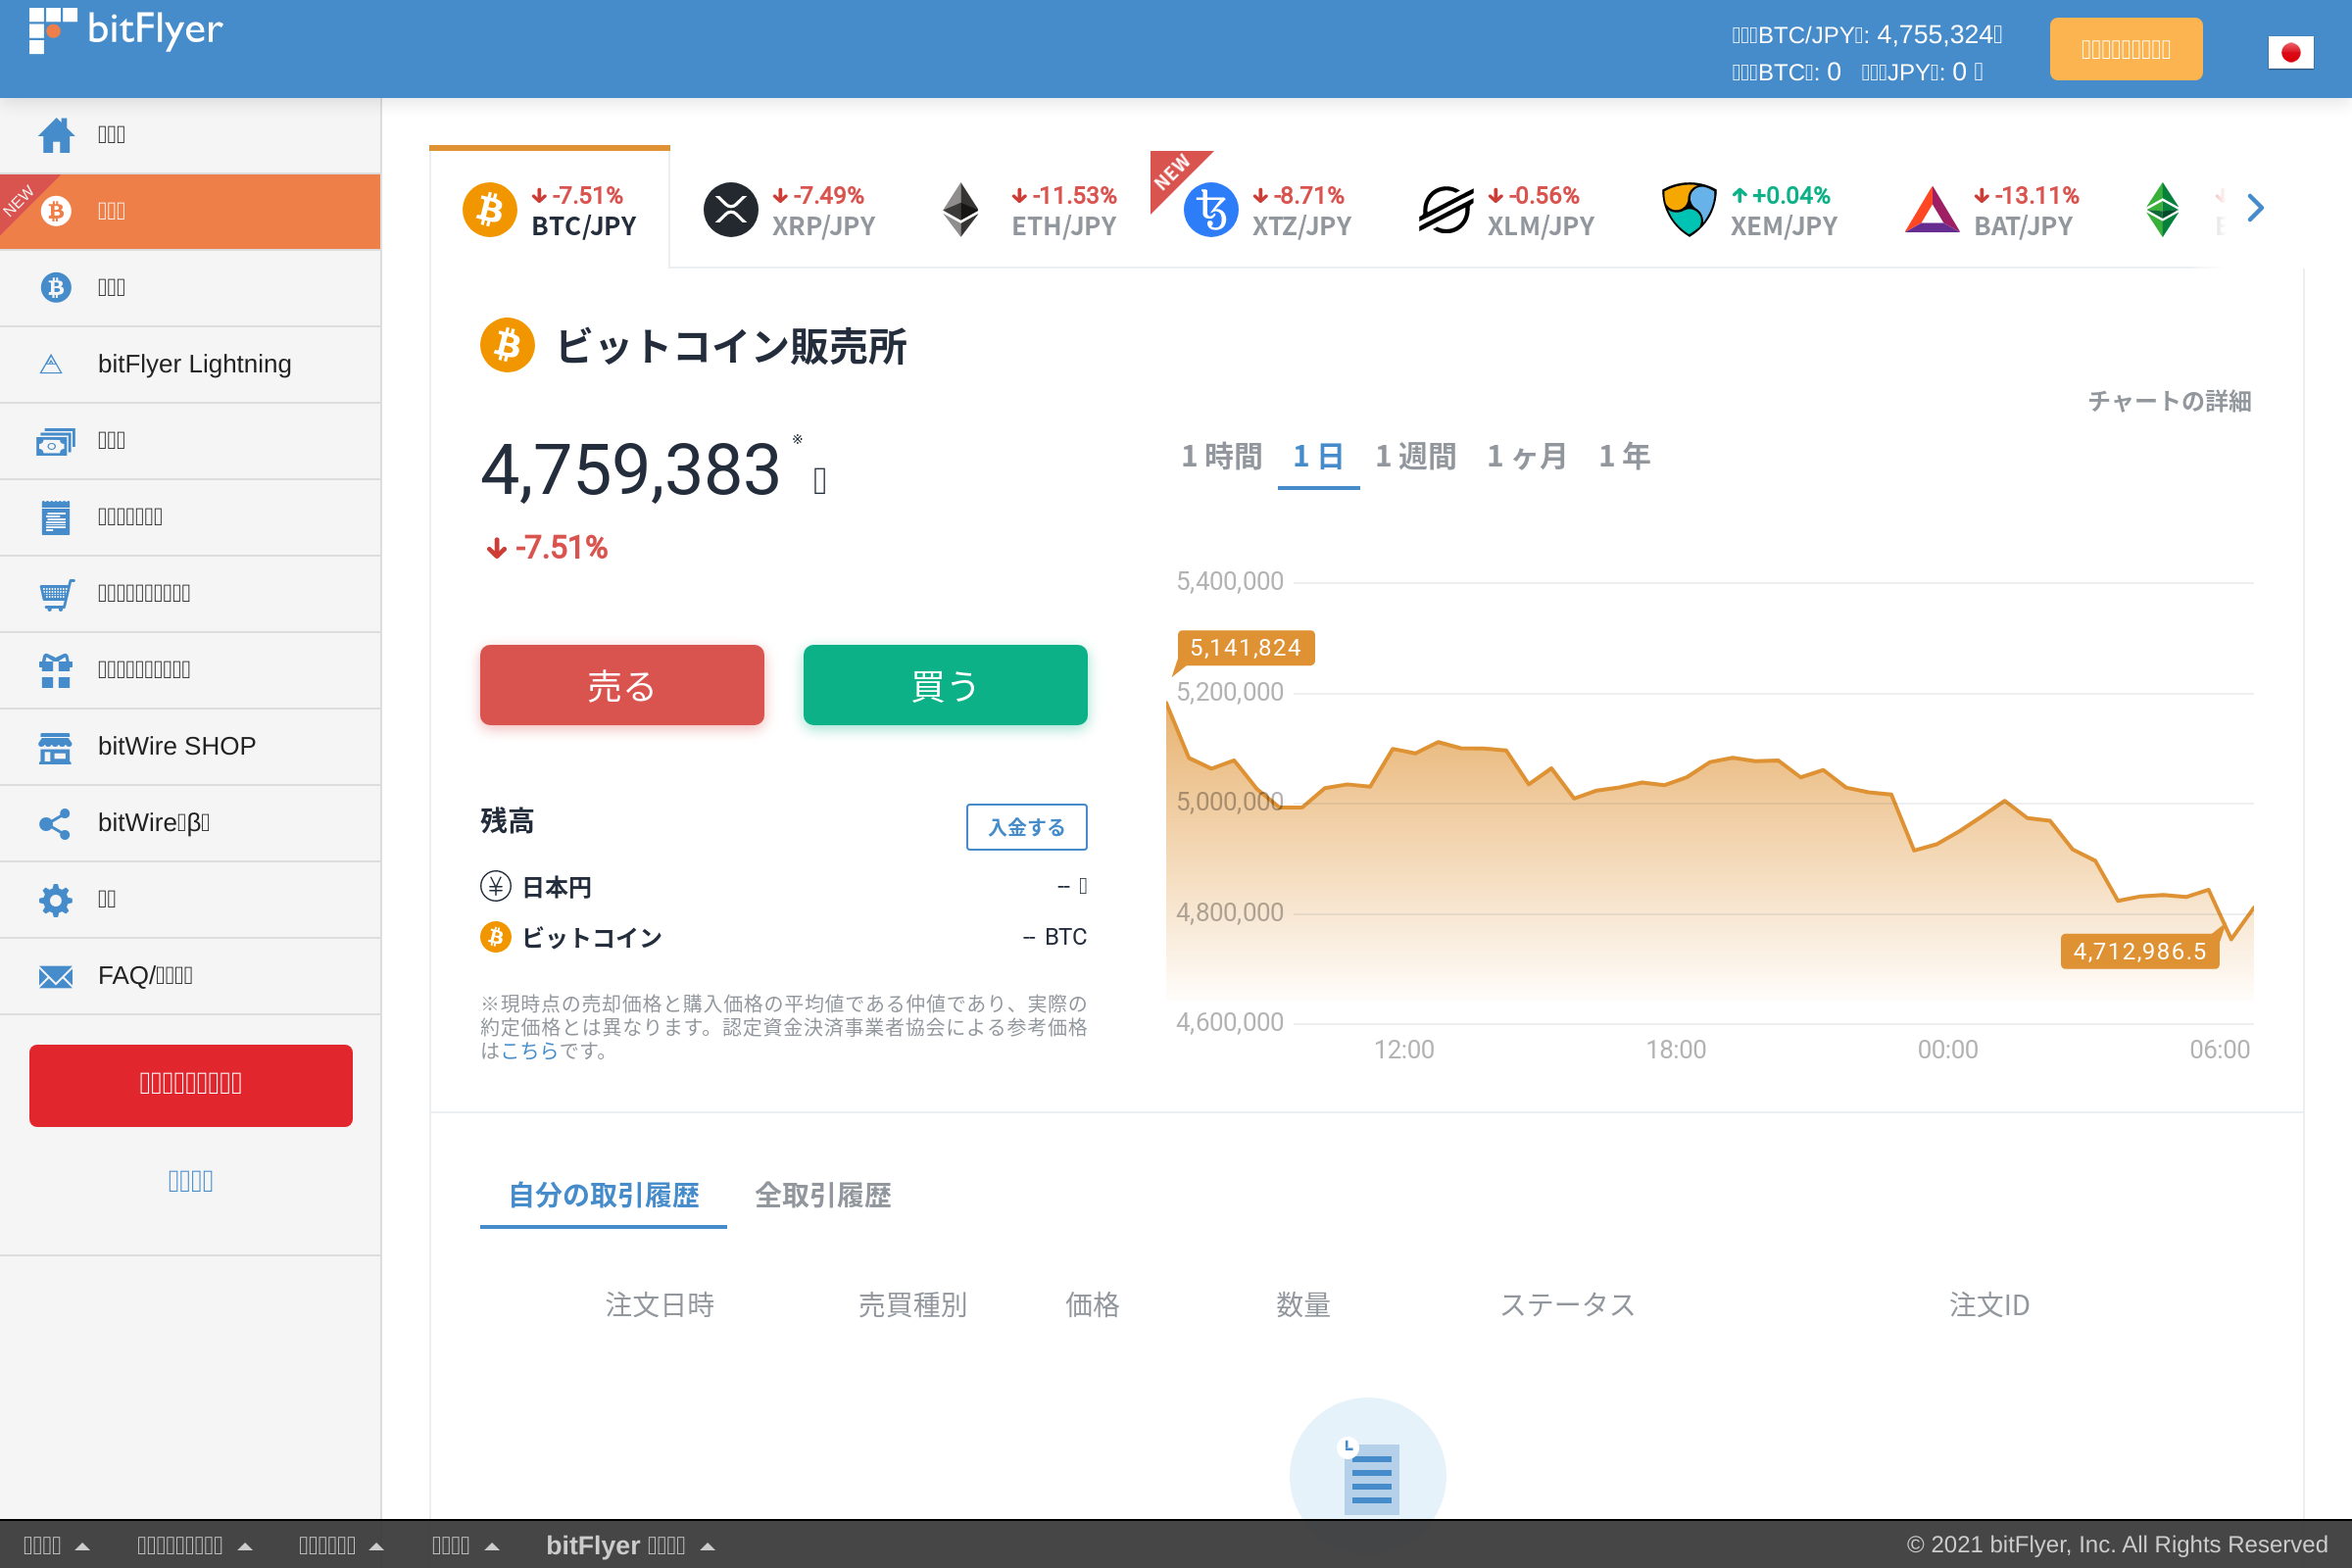 bitFlyer
BTC/JPY: 4,755,324
BTC: 0 JPY: 0
NEW
bitFlyer Lightning
bitWire SHOP
bitWire β
FAQ/
-7.51%
BTC/JPY
-7.49%
XRP/JPY
-11.53%
ETH/JPY
NEW
-8.71%
XTZ/JPY
-0.56%
XLM/JPY
+0.04%
XEM/JPY
-13.11%
BAT/JPY
ビットコイン販売所
チャートの詳細
4,759,383 ※
-7.51%
1 時間 1 日 1 週間 1 ヶ月 1 年
売る 買う
残高 入金する
日本円 --
ビットコイン -- BTC
※現時点の売却価格と購入価格の平均値である仲値であり、実際の
約定価格とは異なります。認定資金決済事業者協会による参考価格
はこちらです。
5,400,000
5,141,824
5,200,000
5,000,000
4,800,000
4,712,986.5
4,600,000
12:00 18:00 00:00 06:00
自分の取引履歴 全取引履歴
注文日時 売買種別 価格 数量 ステータス 注文ID
bitFlyer
© 2021 bitFlyer, Inc. All Rights Reserved